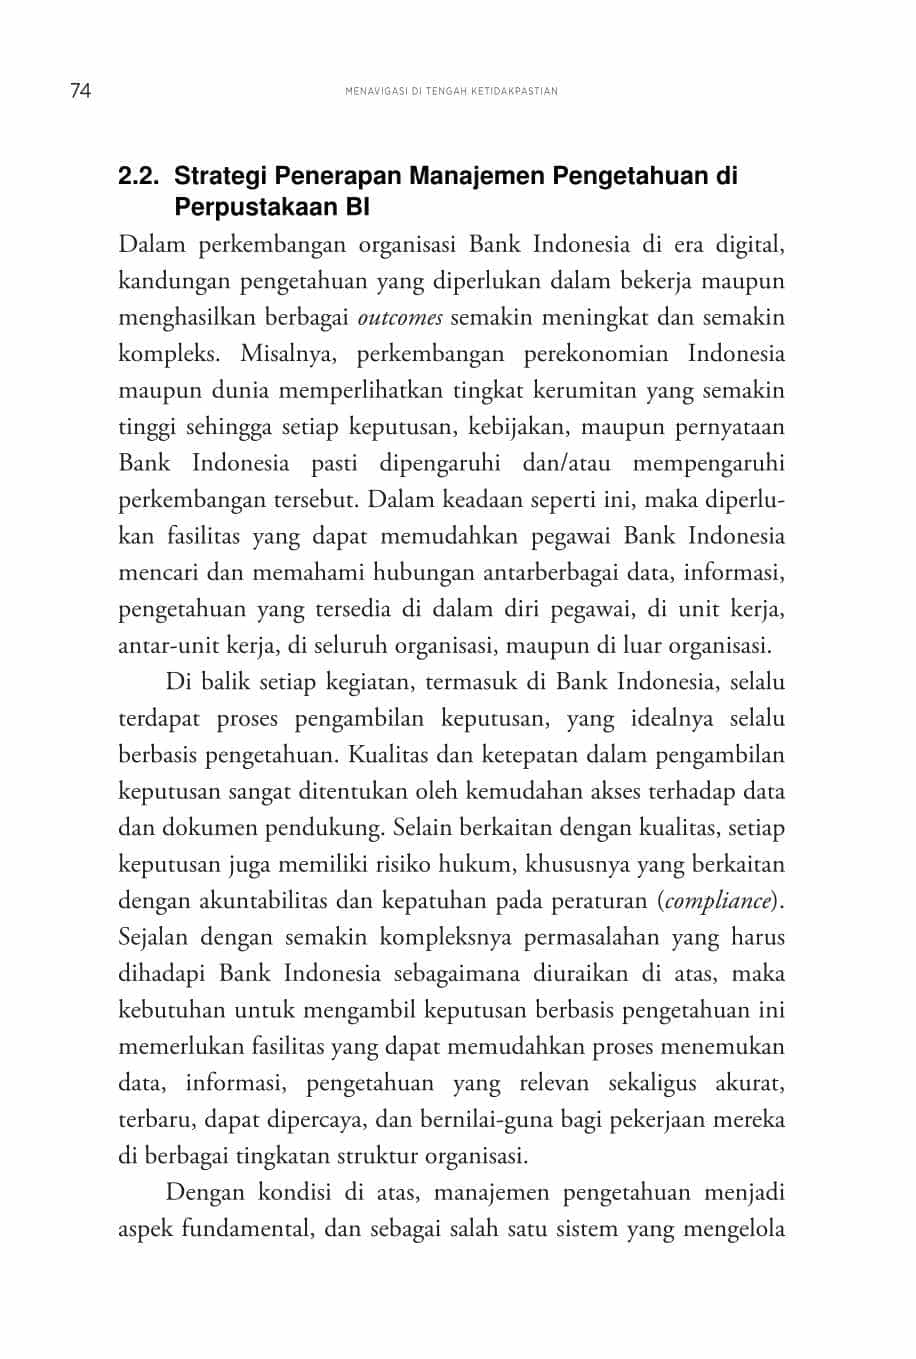 74
MENAVIGASI DI TENGAH KETIDAKPASTIAN
2.2. Strategi Penerapan Manajemen Pengetahuan di
Perpustakaan BI
Dalam perkembangan organisasi Bank Indonesia di era digital,
kandungan pengetahuan yang diperlukan dalam bekerja maupun
menghasilkan berbagai outcomes semakin meningkat dan semakin
kompleks. Misalnya, perkembangan perekonomian Indonesia
maupun dunia memperlihatkan tingkat kerumitan yang semakin
tinggi sehingga setiap keputusan, kebijakan, maupun pernyataan
Bank Indonesia pasti dipengaruhi dan/atau mempengaruhi
perkembangan tersebut. Dalam keadaan seperti ini, maka diperlu-
kan fasilitas yang dapat memudahkan pegawai Bank Indonesia
mencari dan memahami hubungan antarberbagai data, informasi,
pengetahuan yang tersedia di dalam diri pegawai, di unit kerja,
antar-unit kerja, di seluruh organisasi, maupun di luar organisasi.
Di balik setiap kegiatan, termasuk di Bank Indonesia, selalu
terdapat proses pengambilan keputusan, yang idealnya selalu
berbasis pengetahuan. Kualitas dan ketepatan dalam pengambilan
keputusan sangat ditentukan oleh kemudahan akses terhadap data
dan dokumen pendukung. Selain berkaitan dengan kualitas, setiap
keputusan juga memiliki risiko hukum, khususnya yang berkaitan
dengan akuntabilitas dan kepatuhan pada peraturan (compliance).
Sejalan dengan semakin kompleksnya permasalahan yang harus
dihadapi Bank Indonesia sebagaimana diuraikan di atas, maka
kebutuhan untuk mengambil keputusan berbasis pengetahuan ini
memerlukan fasilitas yang dapat memudahkan proses menemukan
data, informasi, pengetahuan yang relevan sekaligus akurat,
terbaru, dapat dipercaya, dan bernilai-guna bagi pekerjaan mereka
di berbagai tingkatan struktur organisasi.
Dengan kondisi di atas, manajemen pengetahuan menjadi
aspek fundamental, dan sebagai salah satu sistem yang mengelola